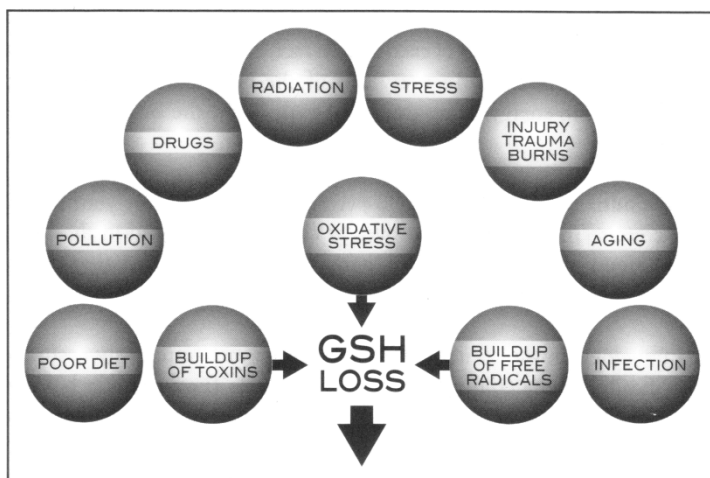 RADIATION
STRESS
DRUGS
INJURY
TRAUMA
BURNS
POLLUTION
OXIDATIVE
STRESS
AGING
POOR DIET
BUILDUP
OF TOXINS
GSH
LOSS
BUILDUP
OF FREE
RADICALS
INFECTION